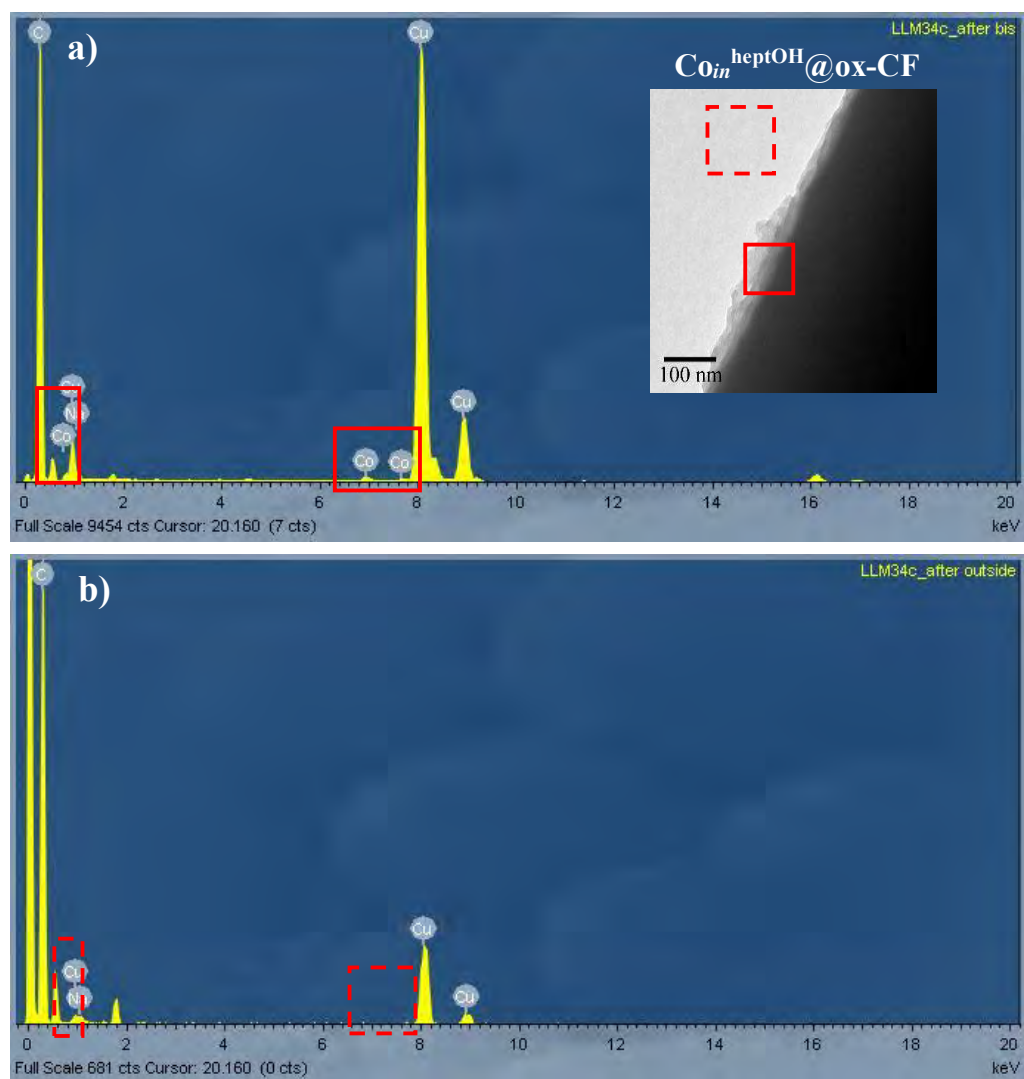 a)
LLM34c_after bis
Co_in^heptOH@ox-CF
100 nm
C
Cu
Cu
Cu
Na
Co
Co
Co
0 2 4 6 8 10 12 14 16 18 20
Full Scale 9454 cts Cursor: 20.160 (7 cts)
keV
b)
LLM34c_after outside
C
Cu
Cu
Na
Cu
0 2 4 6 8 10 12 14 16 18 20
Full Scale 681 cts Cursor: 20.160 (0 cts)
keV